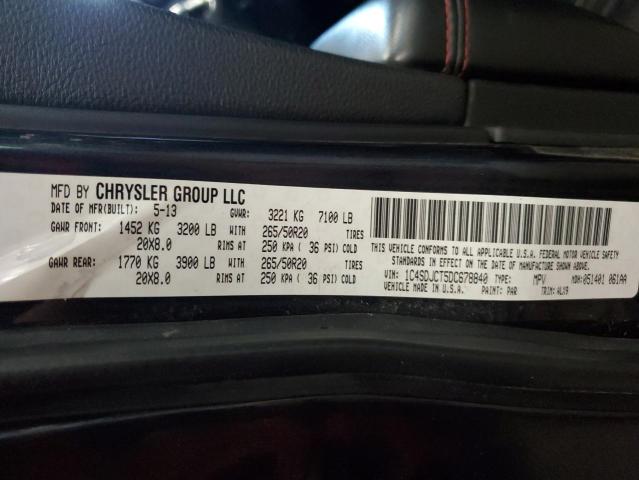 MFD BY CHRYSLER GROUP LLC
DATE OF MFR(BUILT): 5-13 GVWR: 3221 KG 7100 LB
GAWR FRONT: 1452 KG 3200 LB WITH 265/50R20 TIRES
20X8.0 RIMS AT 250 KPA ( 36 PSI) COLD
GAWR REAR: 1770 KG 3900 LB WITH 265/50R20 TIRES
20X8.0 RIMS AT 250 KPA ( 36 PSI) COLD
THIS VEHICLE CONFORMS TO ALL APPLICABLE U.S.A. FEDERAL MOTOR VEHICLE SAFETY
STANDARDS IN EFFECT ON THE DATE OF MANUFACTURE SHOWN ABOVE.
VIN: 1C4SDJCT5DC678840 TYPE: MPV MDH: 051401 061AA
VEHICLE MADE IN U.S.A. PAINT: PAR TRIM: 4LX9